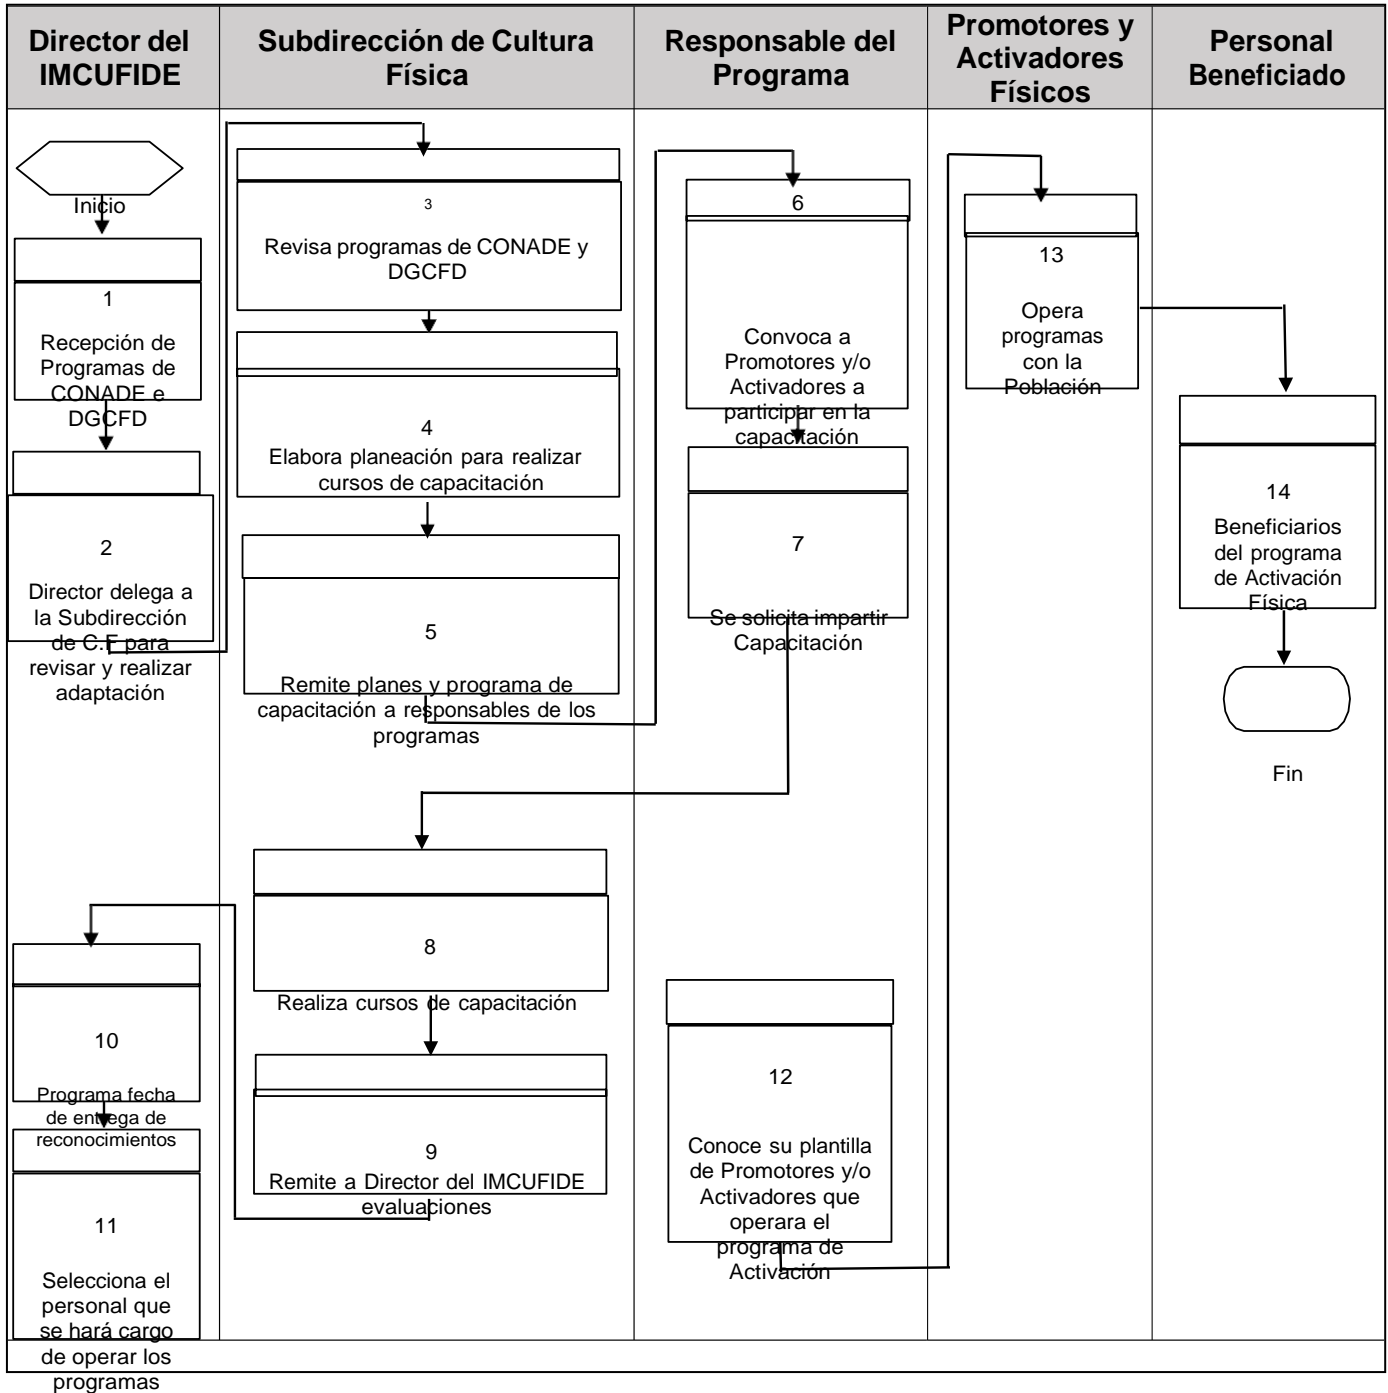 Director del
IMCUFIDE
Subdirección de Cultura
Física
Responsable del
Programa
Promotores y
Activadores
Físicos
Personal
Beneficiado
Inicio
1
Recepción de
Programas de
CONADE e
DGCFD
2
Director delega a
la Subdirección
de C.F para
revisar y realizar
adaptación
3
Revisa programas de CONADE y
DGCFD
4
Elabora planeación para realizar
cursos de capacitación
5
Remite planes y programa de
capacitación a responsables de los
programas
6
Convoca a
Promotores y/o
Activadores a
participar en la
capacitación
7
Se solicita impartir
Capacitación
8
Realiza cursos de capacitación
9
Remite a Director del IMCUFIDE
evaluaciones
10
Programa fecha
de entrega de
reconocimientos
11
Selecciona el
personal que
se hará cargo
de operar los
programas
12
Conoce su plantilla
de Promotores y/o
Activadores que
operara el
programa de
Activación
13
Opera
programas
con la
Población
14
Beneficiarios
del programa
de Activación
Física
Fin